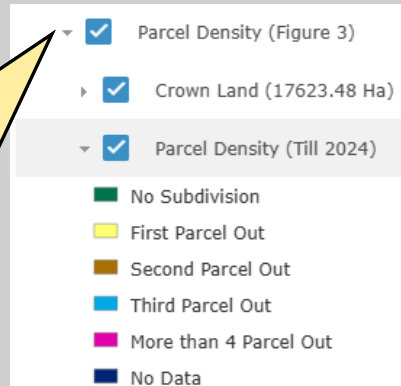 Parcel Density (Figure 3)
Crown Land (17623.48 Ha)
Parcel Density (Till 2024)
No Subdivision
First Parcel Out
Second Parcel Out
Third Parcel Out
More than 4 Parcel Out
No Data